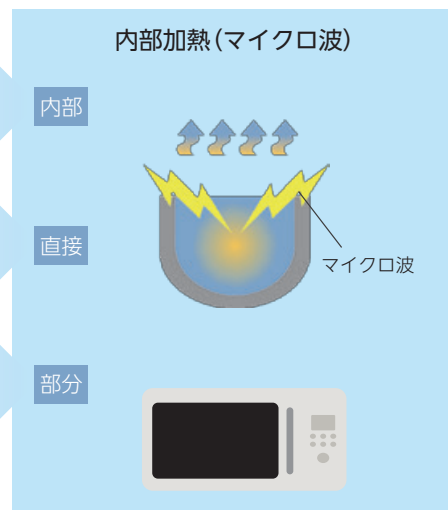 内部加熱(マイクロ波)
内部
直接
マイクロ波
部分